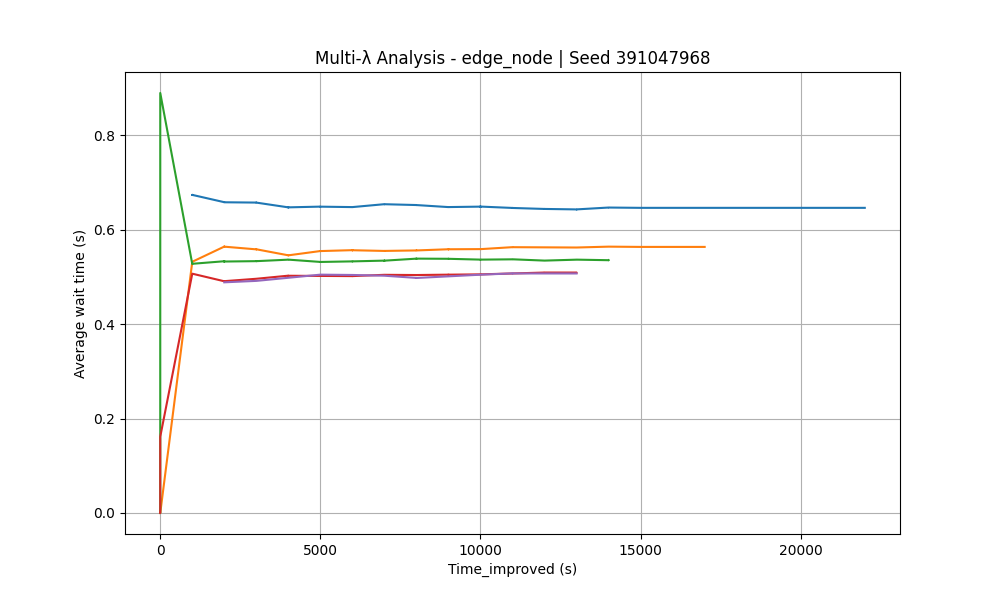 Multi-λ Analysis - edge_node | Seed 391047968
Average wait time (s)
0.8
0.6
0.4
0.2
0.0
0 5000 10000 15000 20000
Time_improved (s)